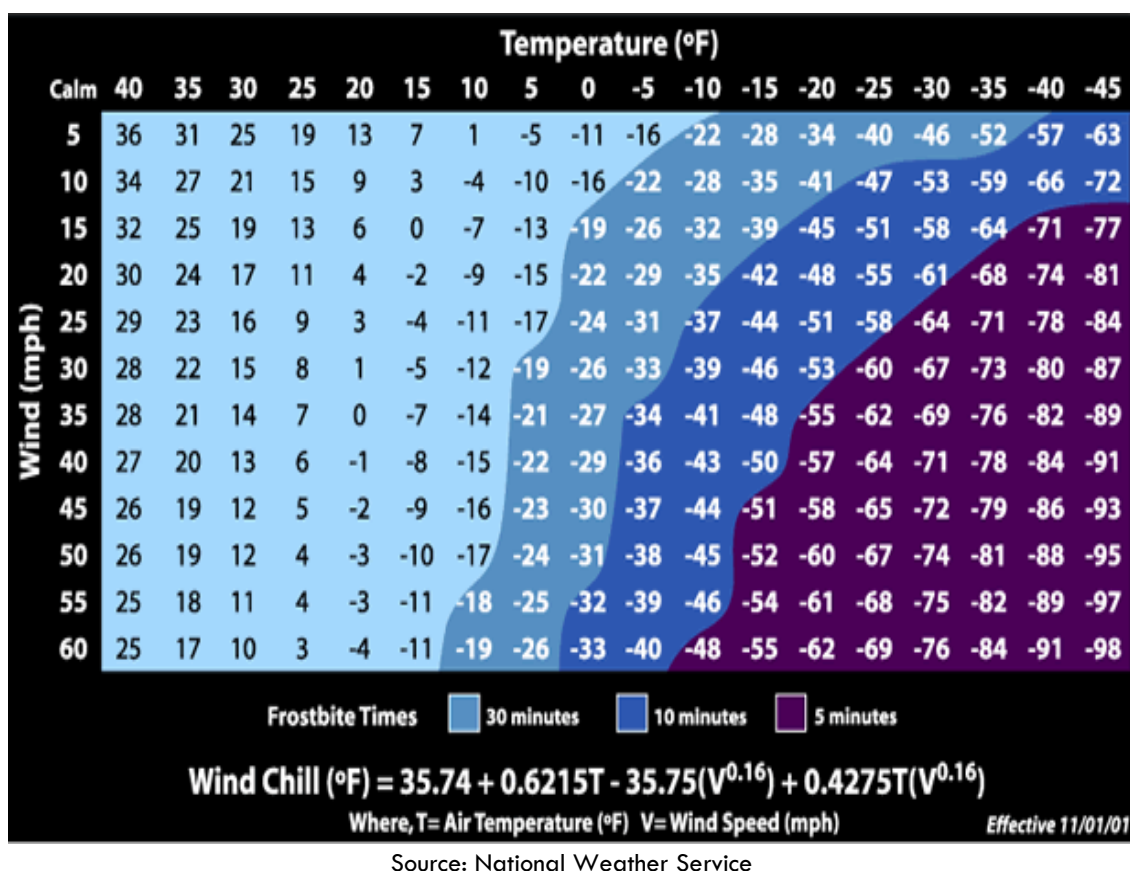 Temperature (ºF)
Calm 40 35 30 25 20 15 10 5 0 -5 -10 -15 -20 -25 -30 -35 -40 -45
5 36 31 25 19 13 7 1 -5 -11 -16 -22 -28 -34 -40 -46 -52 -57 -63
10 34 27 21 15 9 3 -4 -10 -16 -22 -28 -35 -41 -47 -53 -59 -66 -72
15 32 25 19 13 6 0 -7 -13 -19 -26 -32 -39 -45 -51 -58 -64 -71 -77
20 30 24 17 11 4 -2 -9 -15 -22 -29 -35 -42 -48 -55 -61 -68 -74 -81
25 29 23 16 9 3 -4 -11 -17 -24 -31 -37 -44 -51 -58 -64 -71 -78 -84
30 28 22 15 8 1 -5 -12 -19 -26 -33 -39 -46 -53 -60 -67 -73 -80 -87
35 28 21 14 7 0 -7 -14 -21 -27 -34 -41 -48 -55 -62 -69 -76 -82 -89
40 27 20 13 6 -1 -8 -15 -22 -29 -36 -43 -50 -57 -64 -71 -78 -84 -91
45 26 19 12 5 -2 -9 -16 -23 -30 -37 -44 -51 -58 -65 -72 -79 -86 -93
50 26 19 12 4 -3 -10 -17 -24 -31 -38 -45 -52 -60 -67 -74 -81 -88 -95
55 25 18 11 4 -3 -11 -18 -25 -32 -39 -46 -54 -61 -68 -75 -82 -89 -97
60 25 17 10 3 -4 -11 -19 -26 -33 -40 -48 -55 -62 -69 -76 -84 -91 -98
Wind (mph)
Frostbite Times 30 minutes 10 minutes 5 minutes
Wind Chill (ºF) = 35.74 + 0.6215T - 35.75(V^0.16) + 0.4275T(V^0.16)
Where, T= Air Temperature (ºF) V= Wind Speed (mph) Effective 11/01/01
Source: National Weather Service